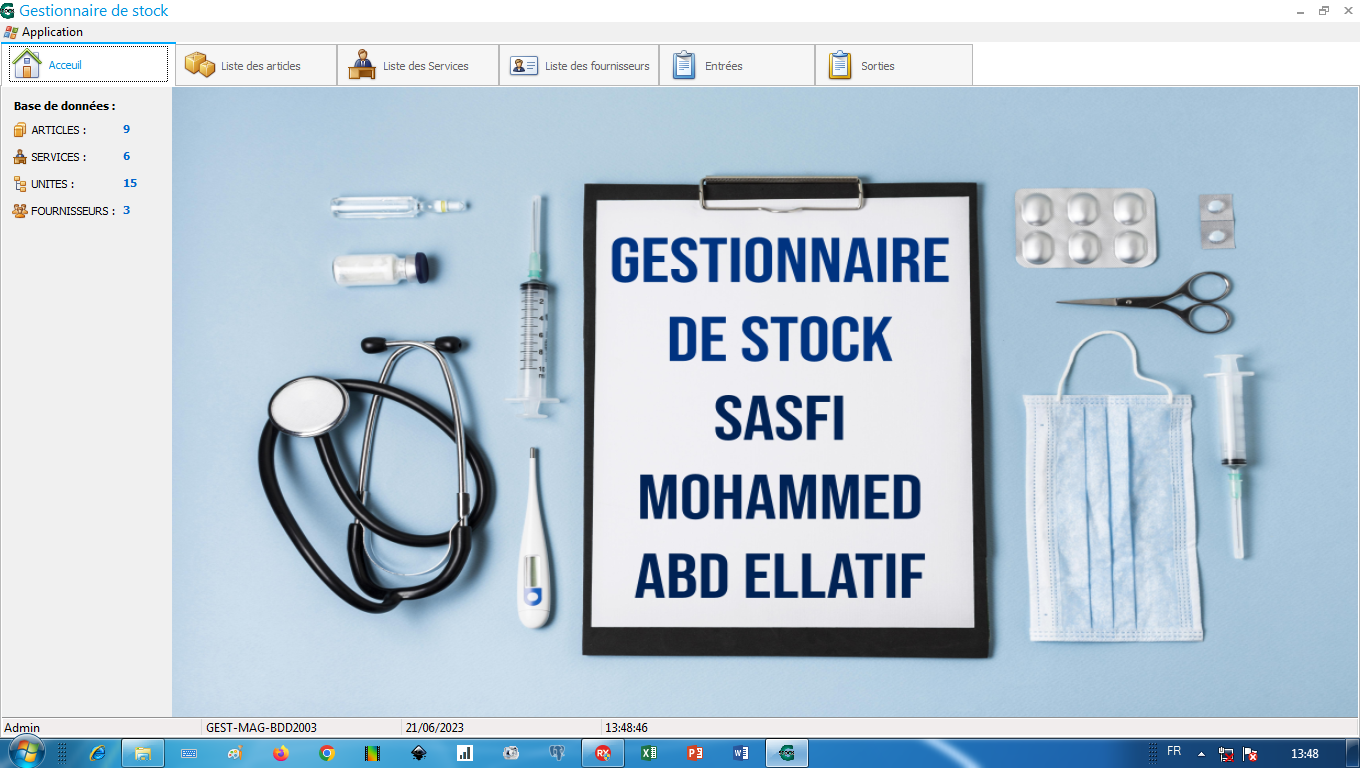 Gestionnaire de stock
Application
Acceuil
Liste des articles
Liste des Services
Liste des fournisseurs
Entrées
Sorties
Base de données :
ARTICLES : 9
SERVICES : 6
UNITES : 15
FOURNISSEURS : 3
GESTIONNAIRE
DE STOCK
SASFI
MOHAMMED
ABD ELLATIF
Admin
GEST-MAG-BDD2003
21/06/2023
13:48:46
FR
13:48